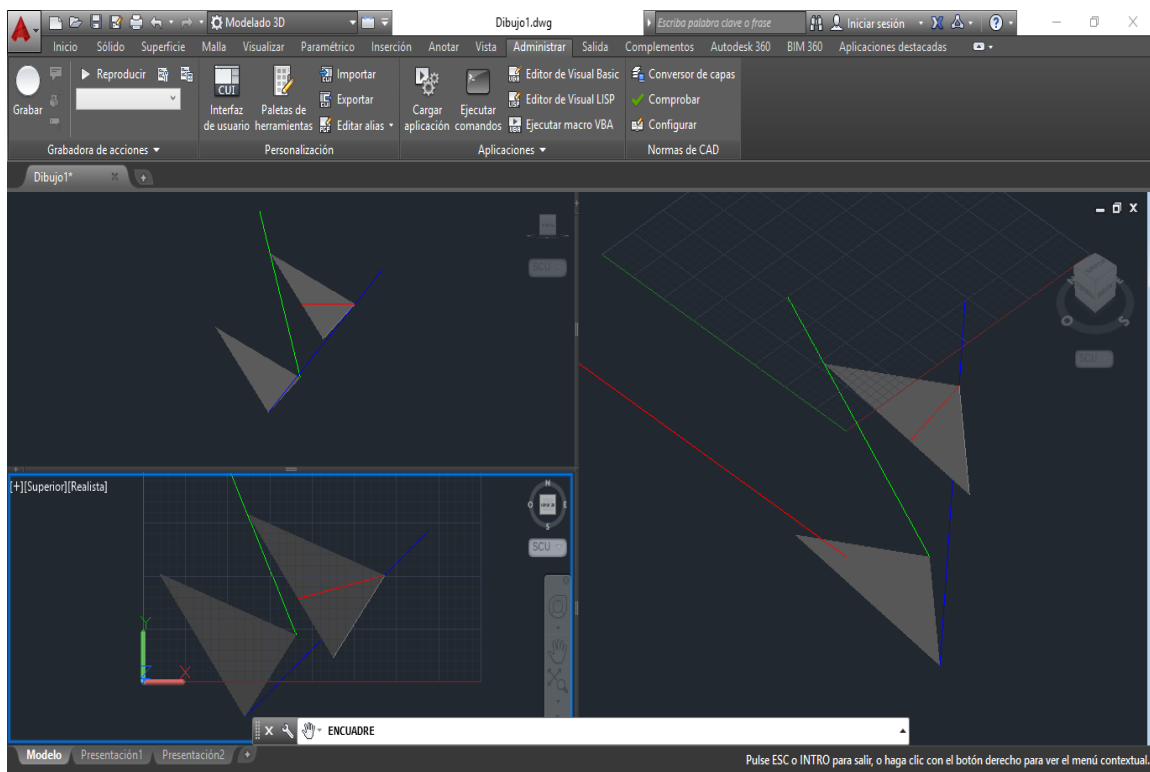 Modelado 3D
Dibujo1.dwg
Escriba palabra clave o frase
Iniciar sesión
Inicio Sólido Superficie Malla Visualizar Paramétrico Inserción Anotar Vista Administrar Salida Complementos Autodesk 360 BIM 360 Aplicaciones destacadas
Grabar
Reproducir
CUI
Interfaz de usuario
Paletas de herramientas
Importar
Exportar
Editar alias
Cargar aplicación
Ejecutar comandos
Editor de Visual Basic
Editor de Visual LISP
Ejecutar macro VBA
Conversor de capas
Comprobar
Configurar
Grabadora de acciones
Personalización
Aplicaciones
Normas de CAD
Dibujo1*
SCU
SCU
[+][Superior][Realista]
N
O
E
S
SCU
Y
X
O
S
ENCUADRE
Modelo Presentación1 Presentación2
Pulse ESC o INTRO para salir, o haga clic con el botón derecho para ver el menú contextual.